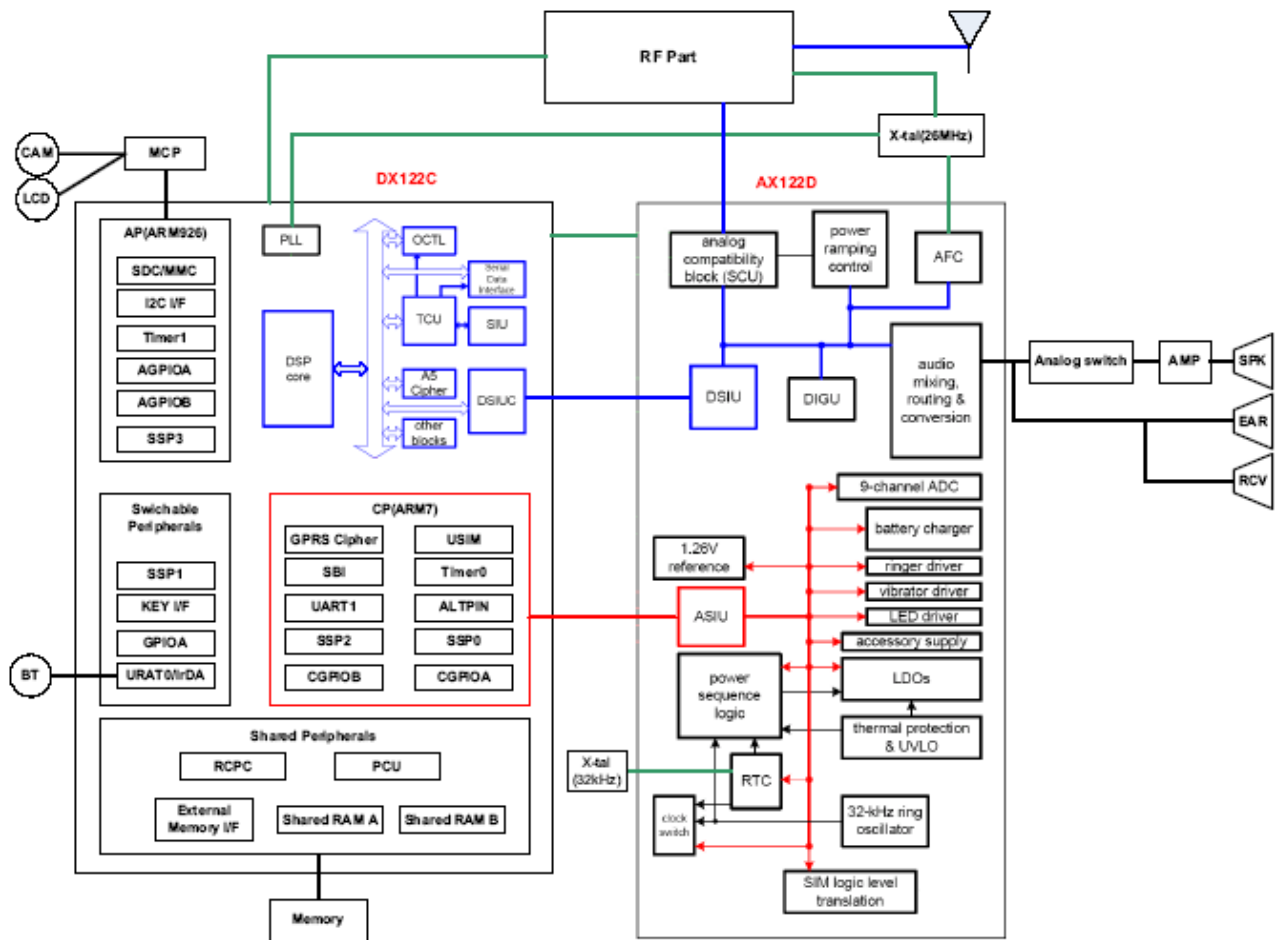 RF Part
X-tal(26MHz)
CAM
LCD
MCP
DX122C
AX122D
AP(ARM926)
SDC/MMC
I2C I/F
Timer1
AGPIOA
AGPIOB
SSP3
PLL
DSP
core
OCTL
Serial
Data
Interface
TCU
SIU
A5
Cipher
DSIUC
other
blocks
analog
compatibility
block (SCU)
power
ramping
control
AFC
DSIU
DIGU
audio
mixing,
routing &
conversion
Analog switch
AMP
SPK
EAR
RCV
Swichable
Peripherals
SSP1
KEY I/F
GPIOA
URAT0/IrDA
BT
CP(ARM7)
GPRS Cipher
USIM
SBI
Timer0
UART1
ALTPIN
SSP2
SSP0
CGPIOB
CGPIOA
1.26V
reference
ASIU
9-channel ADC
battery charger
ringer driver
vibrator driver
LED driver
accessory supply
LDOs
thermal protection
& UVLO
power
sequence
logic
X-tal
(32kHz)
RTC
clock
switch
32-kHz ring
oscillator
SIM logic level
translation
Shared Peripherals
RCPC
PCU
External
Memory I/F
Shared RAM A
Shared RAM B
Memory